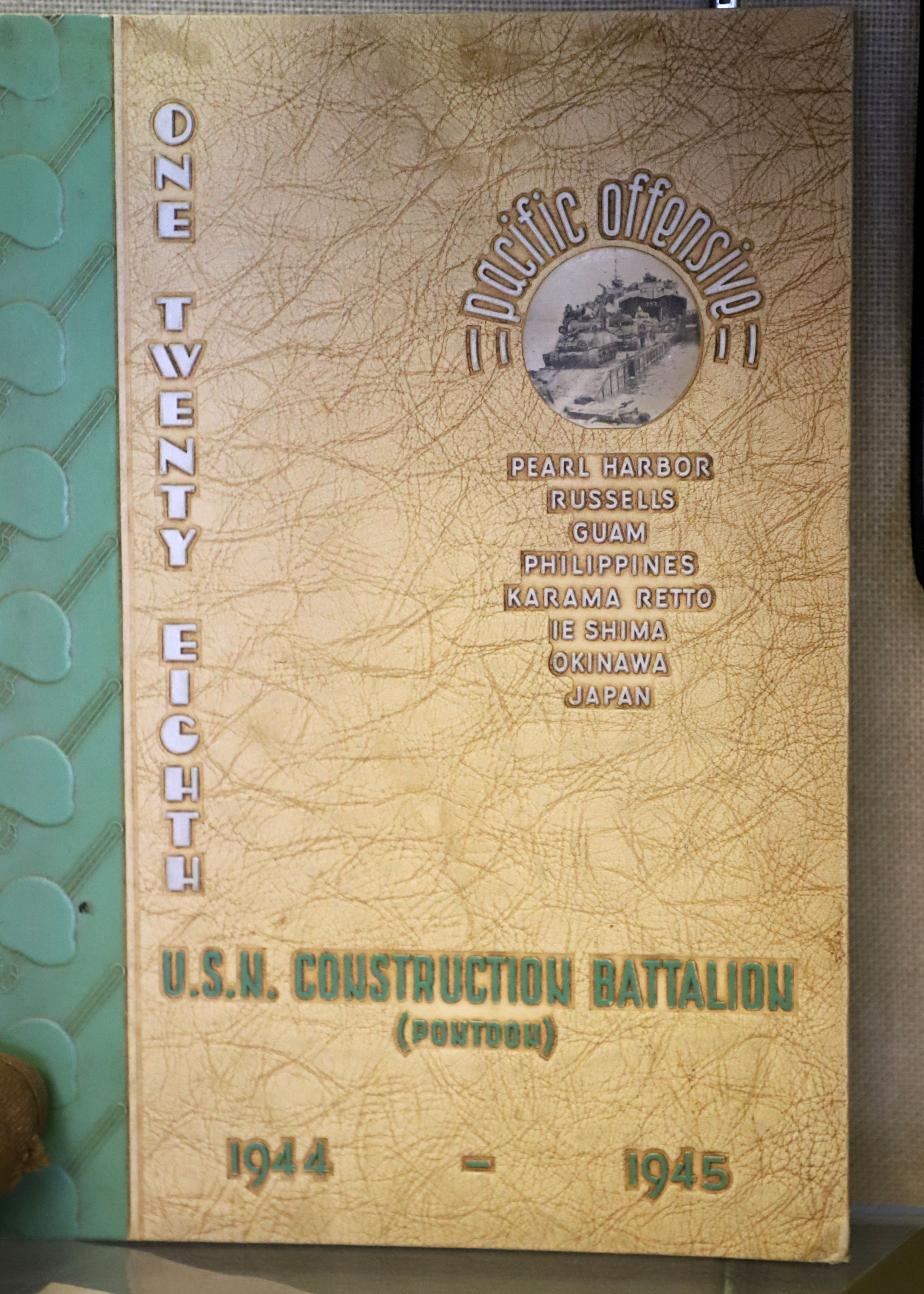 ONE TWENTY EIGHTH
pacific offensive
PEARL HARBOR
RUSSELLS
GUAM
PHILIPPINES
KARAMA RETTO
IE SHIMA
OKINAWA
JAPAN
U.S.N. CONSTRUCTION BATTALION
(PONTOON)
1944 – 1945